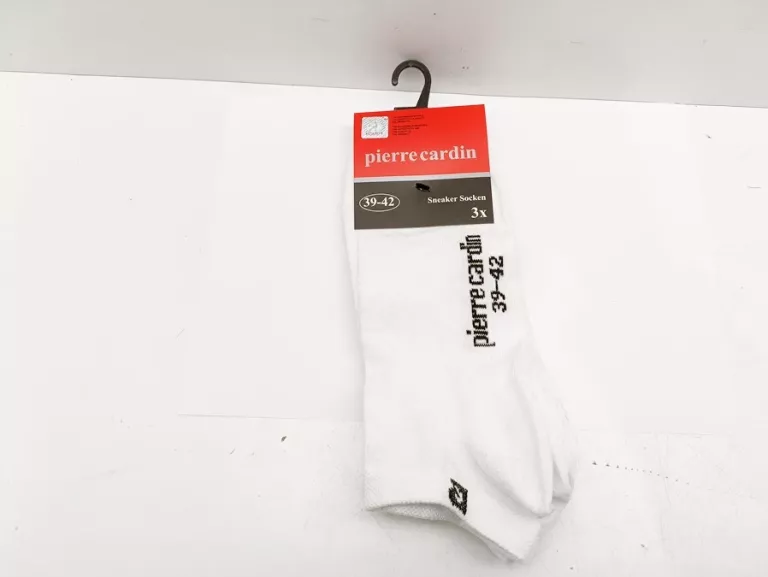 pierre cardin
39-42
Sneaker Socken
3x
pierre cardin
39-42